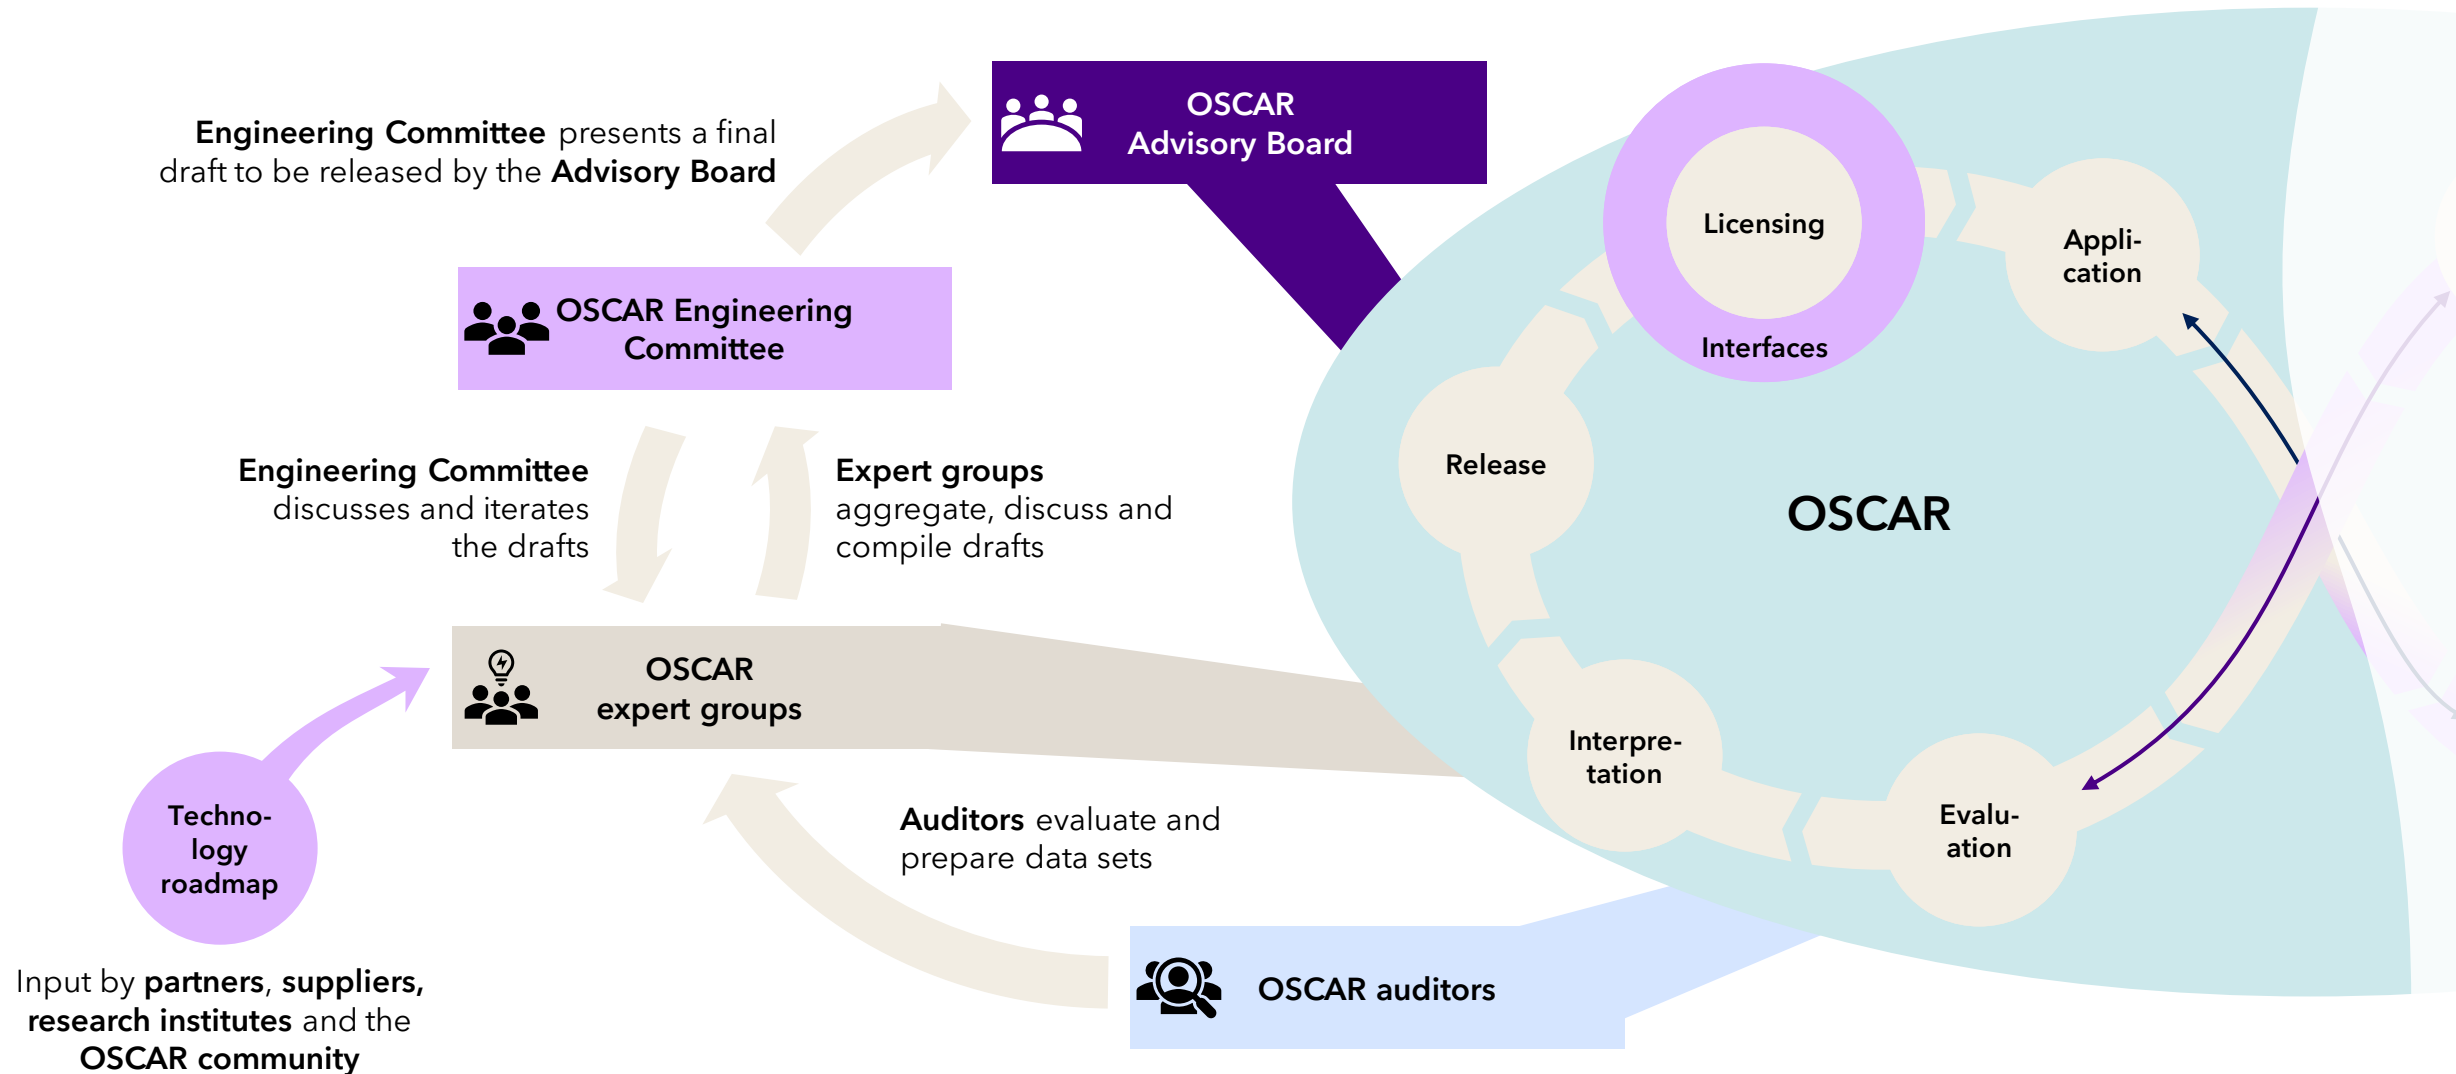 Engineering Committee presents a final
draft to be released by the Advisory Board
OSCAR
Advisory Board
OSCAR Engineering
Committee
Engineering Committee
discusses and iterates
the drafts
Expert groups
aggregate, discuss and
compile drafts
OSCAR
expert groups
Techno-
logy
roadmap
Input by partners, suppliers,
research institutes and the
OSCAR community
Auditors evaluate and
prepare data sets
OSCAR auditors
Licensing
Interfaces
Appli-
cation
Release
OSCAR
Interpre-
tation
Evalu-
ation